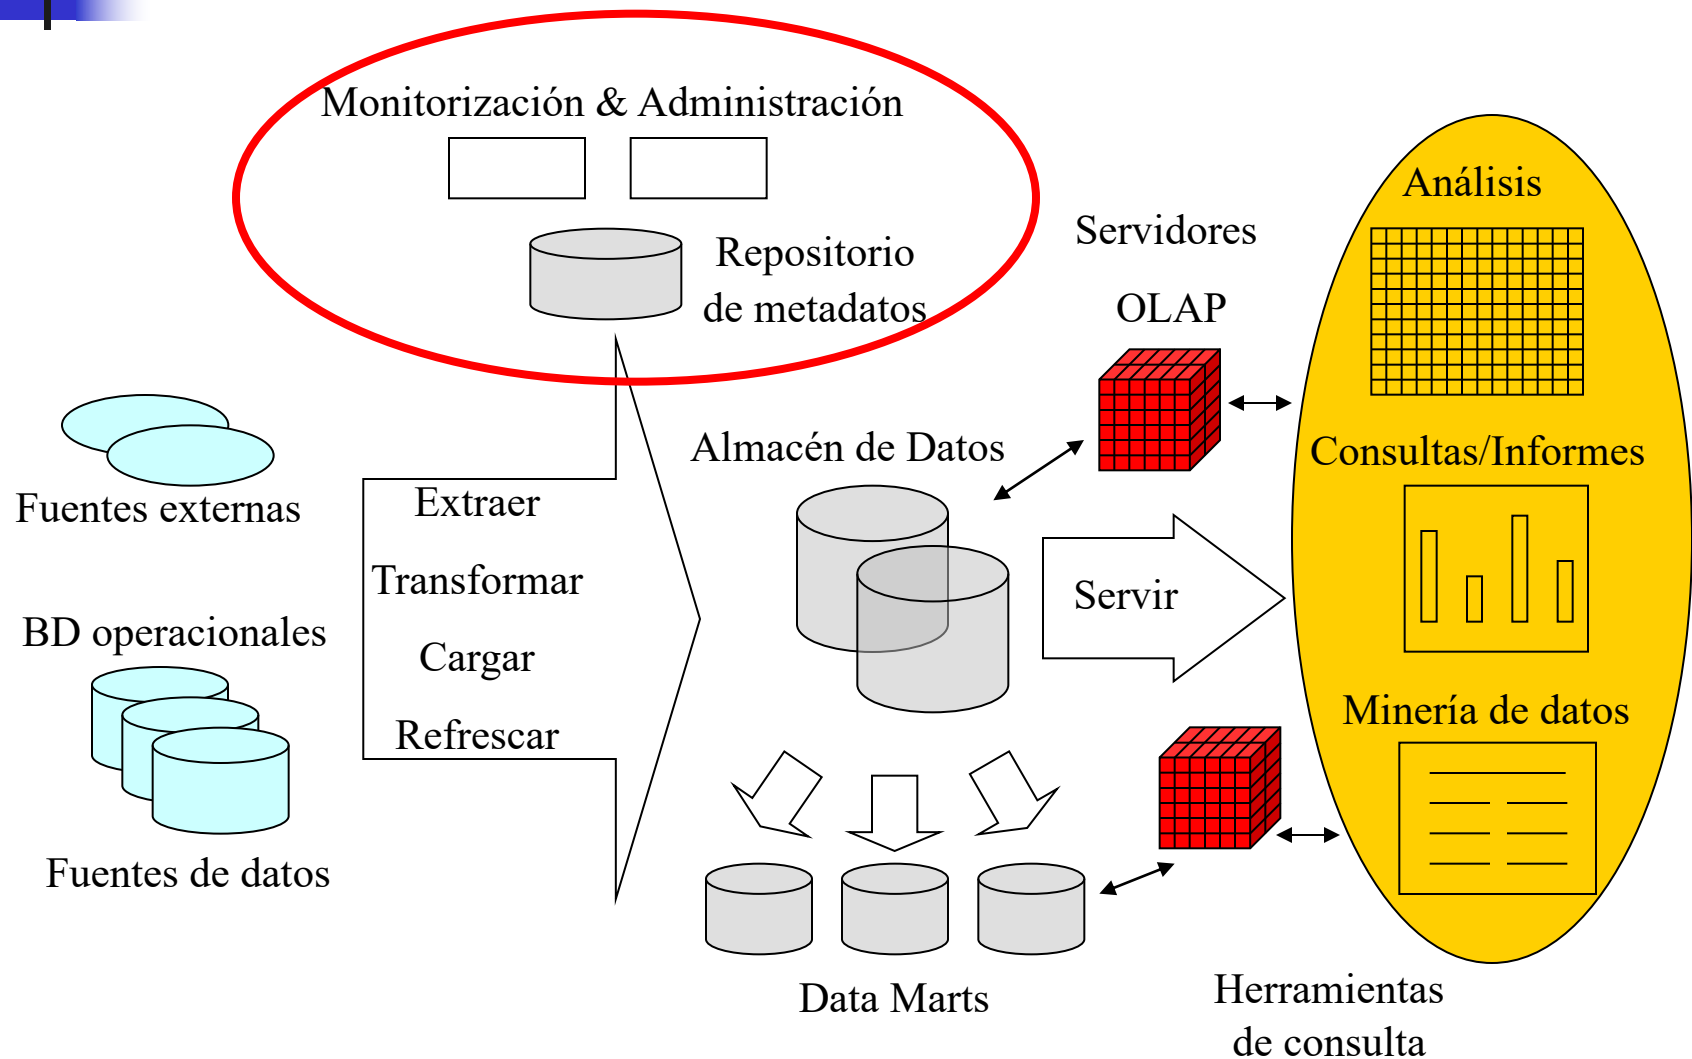 Monitorización & Administración
Repositorio
de metadatos
Servidores
OLAP
Análisis
Fuentes externas
Extraer
Transformar
Cargar
Refrescar
Almacén de Datos
Consultas/Informes
BD operacionales
Servir
Minería de datos
Fuentes de datos
Data Marts
Herramientas
de consulta